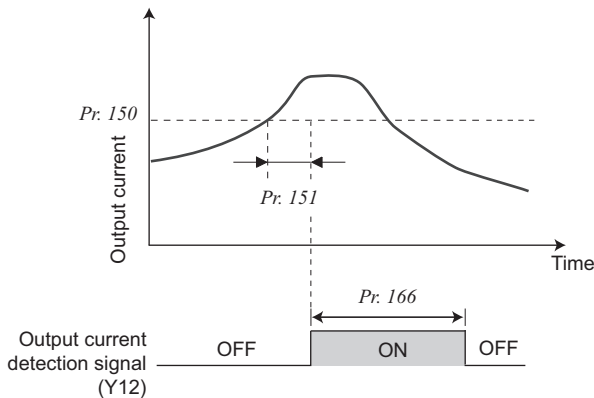 Pr. 150
Output current
Pr. 151
Time
Pr. 166
Output current
detection signal
(Y12)
OFF
ON
OFF